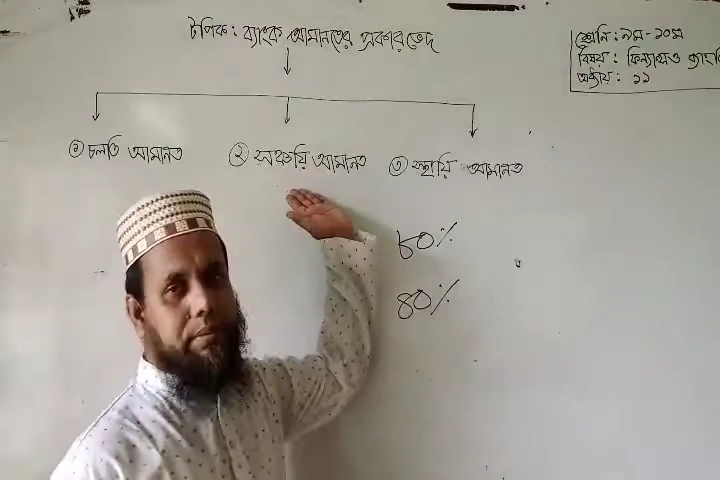 টপিক: ব্যাংক আমানতের প্রকারভেদ
শ্রেনি: ৯ম-১০ম
বিষয়: ফিন্যান্স ও ব্যাংকিং
অধ্যায়: ১১
① চলতি আমানত ② সঞ্চয়ি আমানত ③ স্থায়ি আমানত
৮০%
৪০%